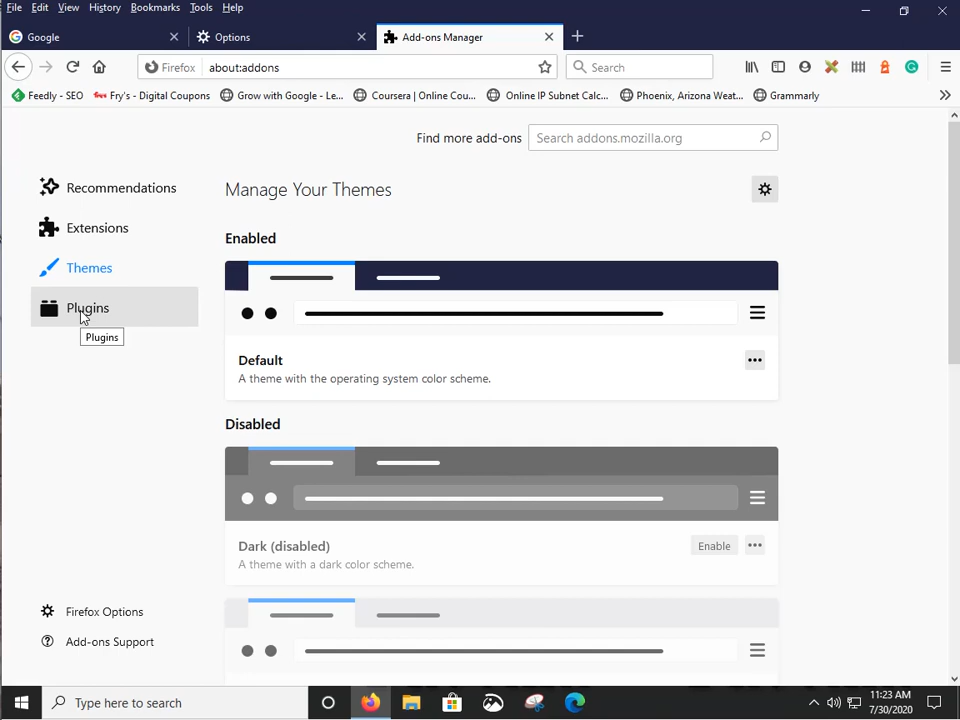 File Edit View History Bookmarks Tools Help
Google
Options
Add-ons Manager
Firefox about:addons
Search
Feedly - SEO
Fry's - Digital Coupons
Grow with Google - Le...
Coursera | Online Cou...
Online IP Subnet Calc...
Phoenix, Arizona Weat...
Grammarly
Find more add-ons
Search addons.mozilla.org
Recommendations
Extensions
Themes
Plugins
Plugins
Manage Your Themes
Enabled
Default
A theme with the operating system color scheme.
Disabled
Dark (disabled)
Enable
A theme with a dark color scheme.
Firefox Options
Add-ons Support
Type here to search
11:23 AM
7/30/2020